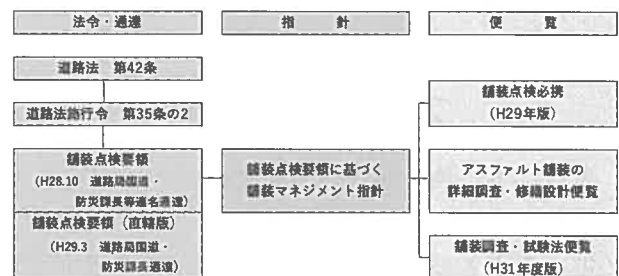 法令・通達
指　針
便　覧
道路法　第42条
道路法施行令　第35条の2
舗装点検要領
(H28.10　道路局国道・
防災課長等連名通達)
舗装点検要領（直轄版）
(H29.3　道路局国道・
防災課長通達)
舗装点検要領に基づく
舗装マネジメント指針
舗装点検必携
(H29年版)
アスファルト舗装の
詳細調査・修繕設計便覧
舗装調査・試験法便覧
(H31年度版)